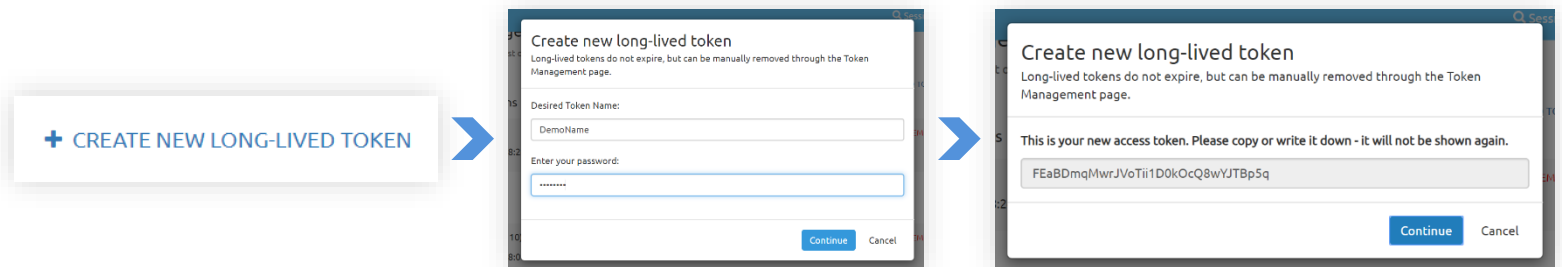 + CREATE NEW LONG-LIVED TOKEN
Create new long-lived token
Long-lived tokens do not expire, but can be manually removed through the Token
Management page.
Desired Token Name:
DemoName
Enter your password:
Continue Cancel
Create new long-lived token
Long-lived tokens do not expire, but can be manually removed through the Token
Management page.
This is your new access token. Please copy or write it down - it will not be shown again.
FEaBDmqMwrJVoTii1D0kOcQ8wYJTBp5q
Continue Cancel